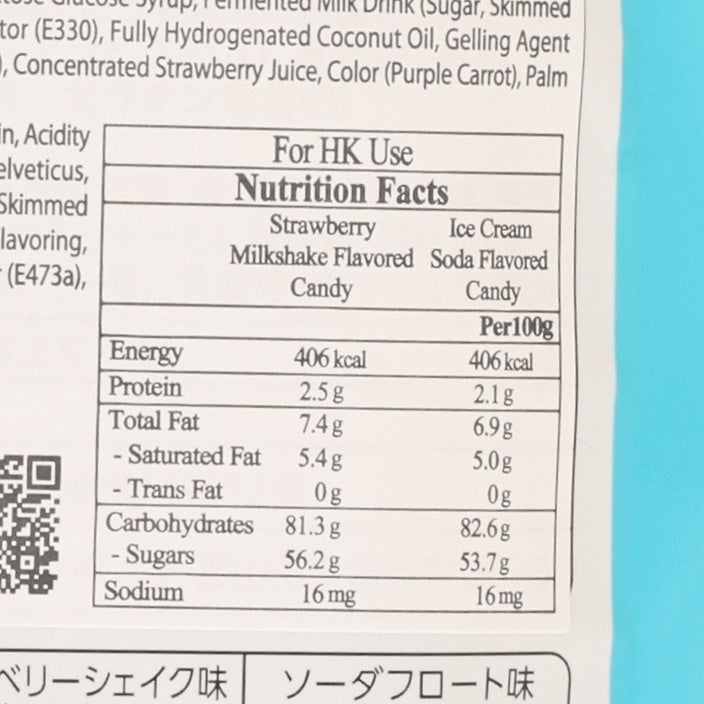 Syrup, Fermented Milk Drink (Sugar, Skimmed
tor (E330), Fully Hydrogenated Coconut Oil, Gelling Agent
), Concentrated Strawberry Juice, Color (Purple Carrot), Palm
in, Acidity
elveticus,
Skimmed
lavoring,
(E473a),
For HK Use
Nutrition Facts
Strawberry Milkshake Flavored Candy
Ice Cream Soda Flavored Candy
Per100g
Energy 406 kcal 406 kcal
Protein 2.5 g 2.1 g
Total Fat 7.4 g 6.9 g
- Saturated Fat 5.4 g 5.0 g
- Trans Fat 0 g 0 g
Carbohydrates 81.3 g 82.6 g
- Sugars 56.2 g 53.7 g
Sodium 16 mg 16 mg
ベリーシェイク味 ソーダフロート味